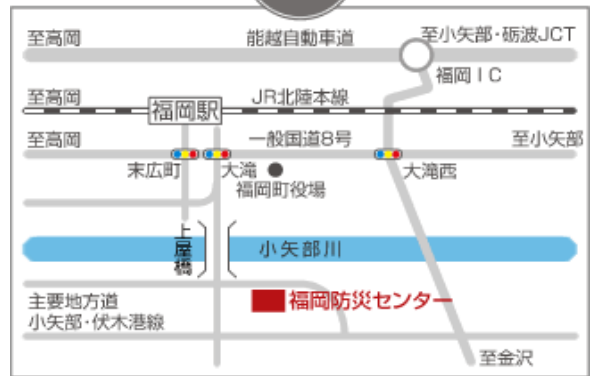 至高岡
能越自動車道
至小矢部・砺波JCT
福岡IC
至高岡
JR北陸本線
福岡駅
至高岡
一般国道8号
至小矢部
末広町
大滝
福岡町役場
大滝西
土屋橋
小矢部川
主要地方道
小矢部・伏木港線
福岡防災センター
至金沢